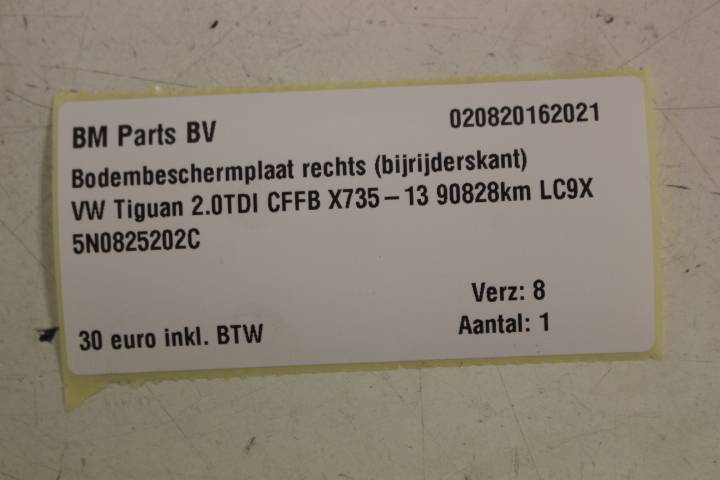 BM Parts BV 020820162021
Bodembeschermplaat rechts (bijrijderskant)
VW Tiguan 2.0TDI CFFB X735-13 90828km LC9X
5N0825202C
Verz: 8
30 euro inkl. BTW Aantal: 1